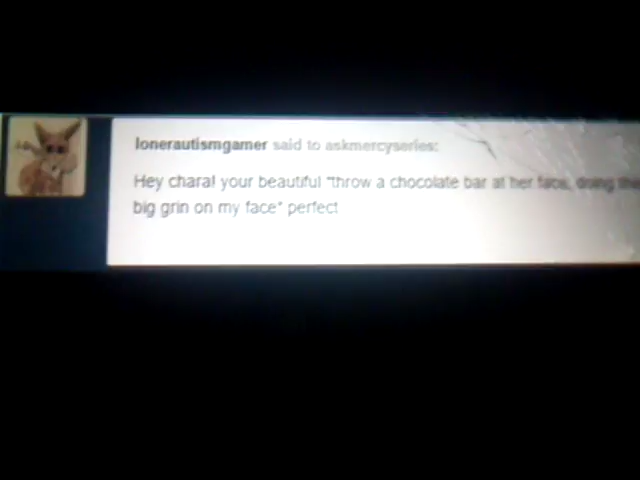 lonerautismgamer said to askmercyseries:
Hey chara! your beautiful "throw a chocolate bar at her face, doing the
big grin on my face" perfect